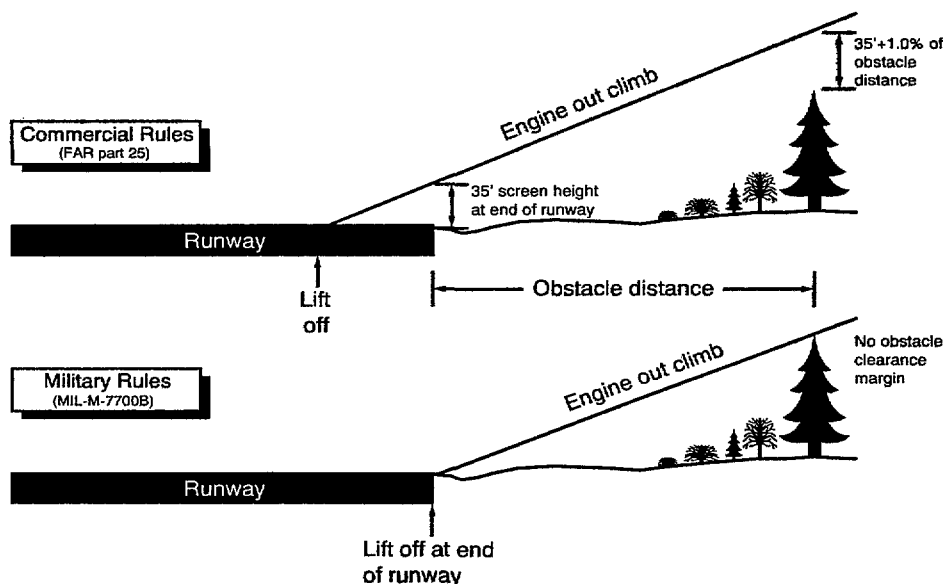 35'+1.0% of
obstacle
distance
Engine out climb
Commercial Rules
(FAR part 25)
35' screen height
at end of runway
Runway
Lift
off
Obstacle distance
Military Rules
(MIL-M-7700B)
Engine out climb
No obstacle
clearance
margin
Runway
Lift off at end
of runway